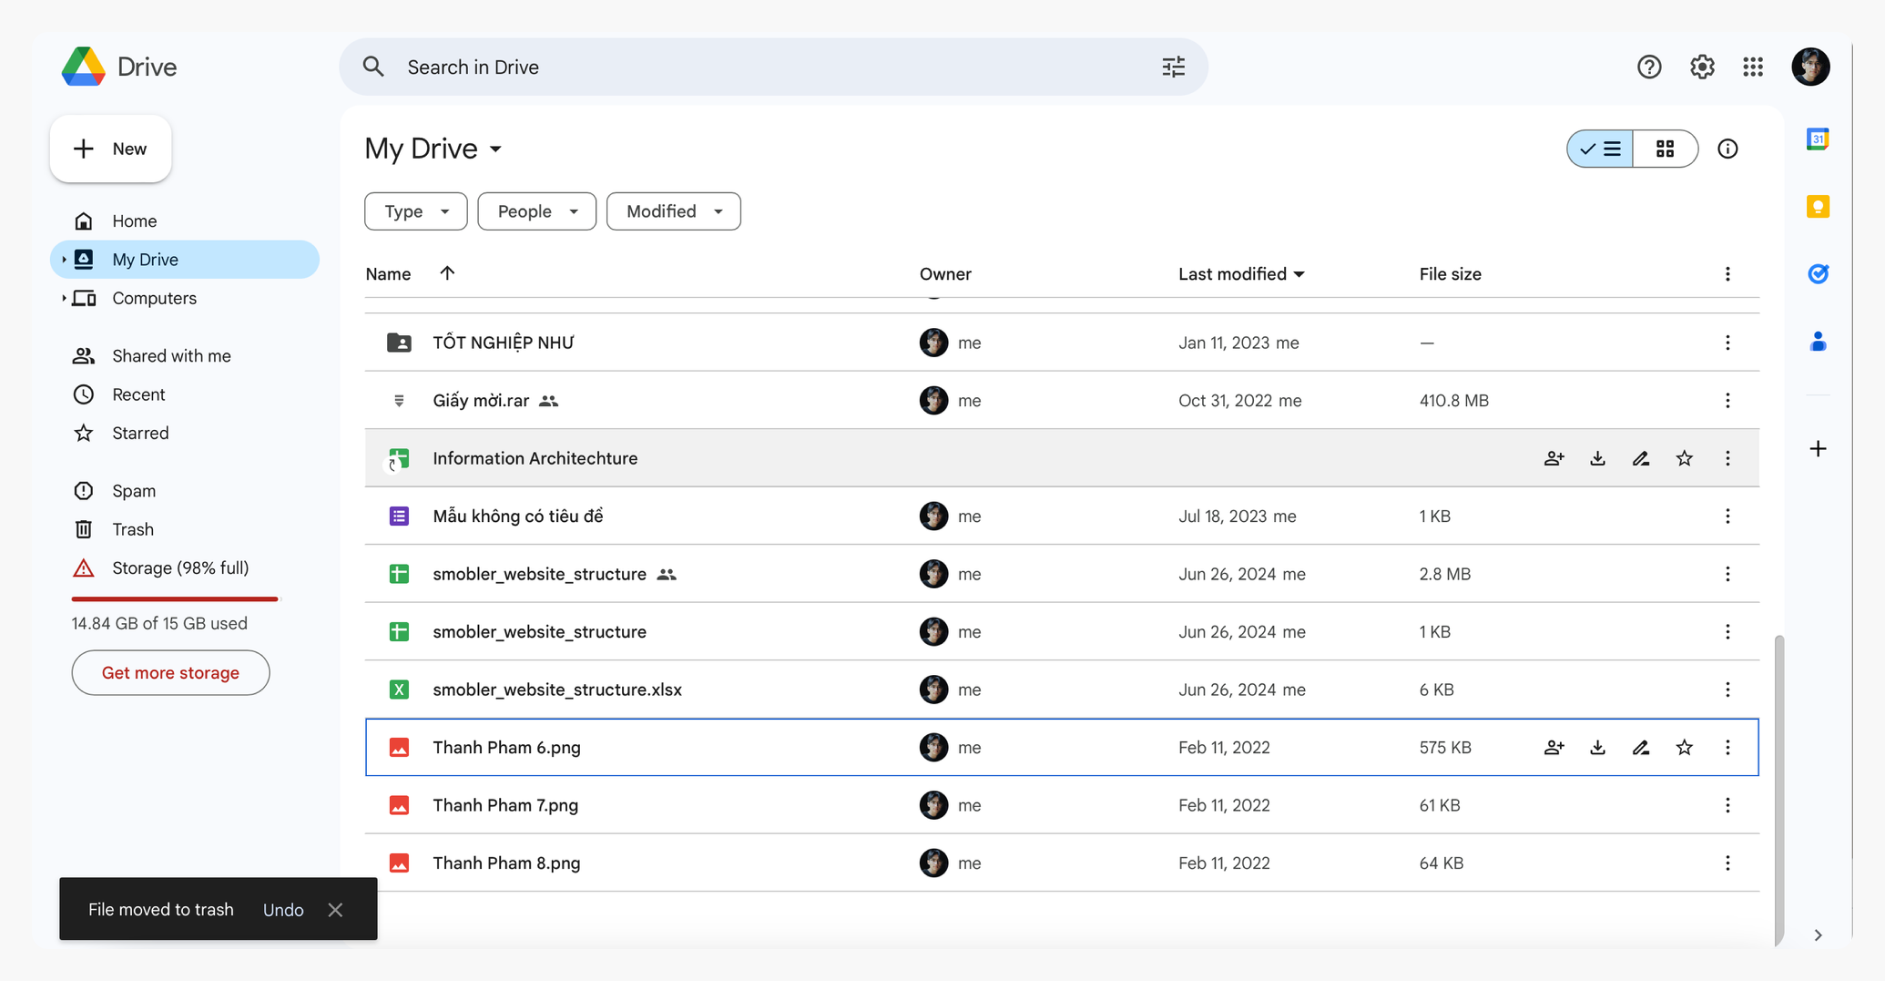 Drive
Search in Drive
New
My Drive
Type
People
Modified
Home
My Drive
Computers
Shared with me
Recent
Starred
Spam
Trash
Storage (98% full)
14.84 GB of 15 GB used
Get more storage
Name Owner Last modified File size
TỐT NGHIỆP NHƯ me Jan 11, 2023 me —
Giấy mời.rar me Oct 31, 2022 me 410.8 MB
Information Architechture
Mẫu không có tiêu đề me Jul 18, 2023 me 1 KB
smobler_website_structure me Jun 26, 2024 me 2.8 MB
smobler_website_structure me Jun 26, 2024 me 1 KB
smobler_website_structure.xlsx me Jun 26, 2024 me 6 KB
Thanh Pham 6.png me Feb 11, 2022 575 KB
Thanh Pham 7.png me Feb 11, 2022 61 KB
Thanh Pham 8.png me Feb 11, 2022 64 KB
File moved to trash Undo
31